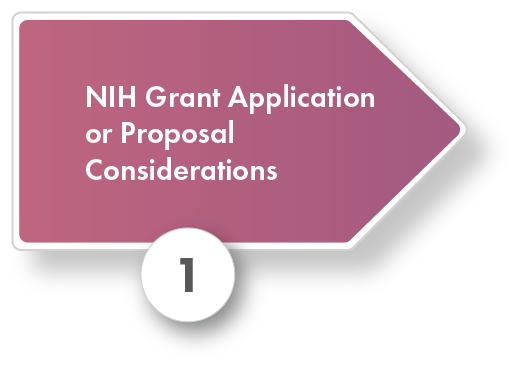 NIH Grant Application
or Proposal
Considerations
1